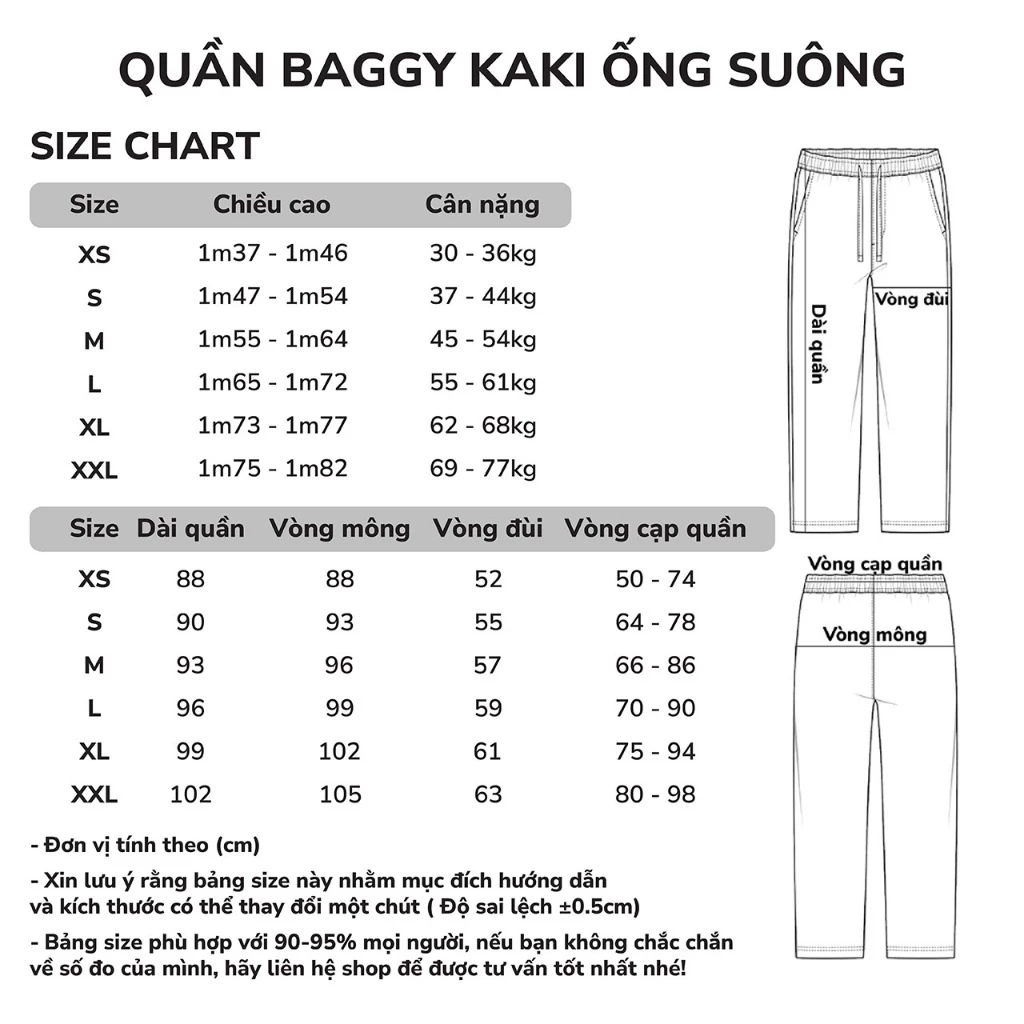 QUẦN BAGGY KAKI ỐNG SUÔNG
SIZE CHART
Size Chiều cao Cân nặng
XS 1m37 - 1m46 30 - 36kg
S 1m47 - 1m54 37 - 44kg
M 1m55 - 1m64 45 - 54kg
L 1m65 - 1m72 55 - 61kg
XL 1m73 - 1m77 62 - 68kg
XXL 1m75 - 1m82 69 - 77kg
Vòng đùi
Dài quần
Size Dài quần Vòng mông Vòng đùi Vòng cạp quần
XS 88 88 52 50 - 74
S 90 93 55 64 - 78
M 93 96 57 66 - 86
L 96 99 59 70 - 90
XL 99 102 61 75 - 94
XXL 102 105 63 80 - 98
Vòng cạp quần
Vòng mông
- Đơn vị tính theo (cm)
- Xin lưu ý rằng bảng size này nhằm mục đích hướng dẫn
và kích thước có thể thay đổi một chút ( Độ sai lệch ±0.5cm)
- Bảng size phù hợp với 90-95% mọi người, nếu bạn không chắc chắn
về số đo của mình, hãy liên hệ shop để được tư vấn tốt nhất nhé!